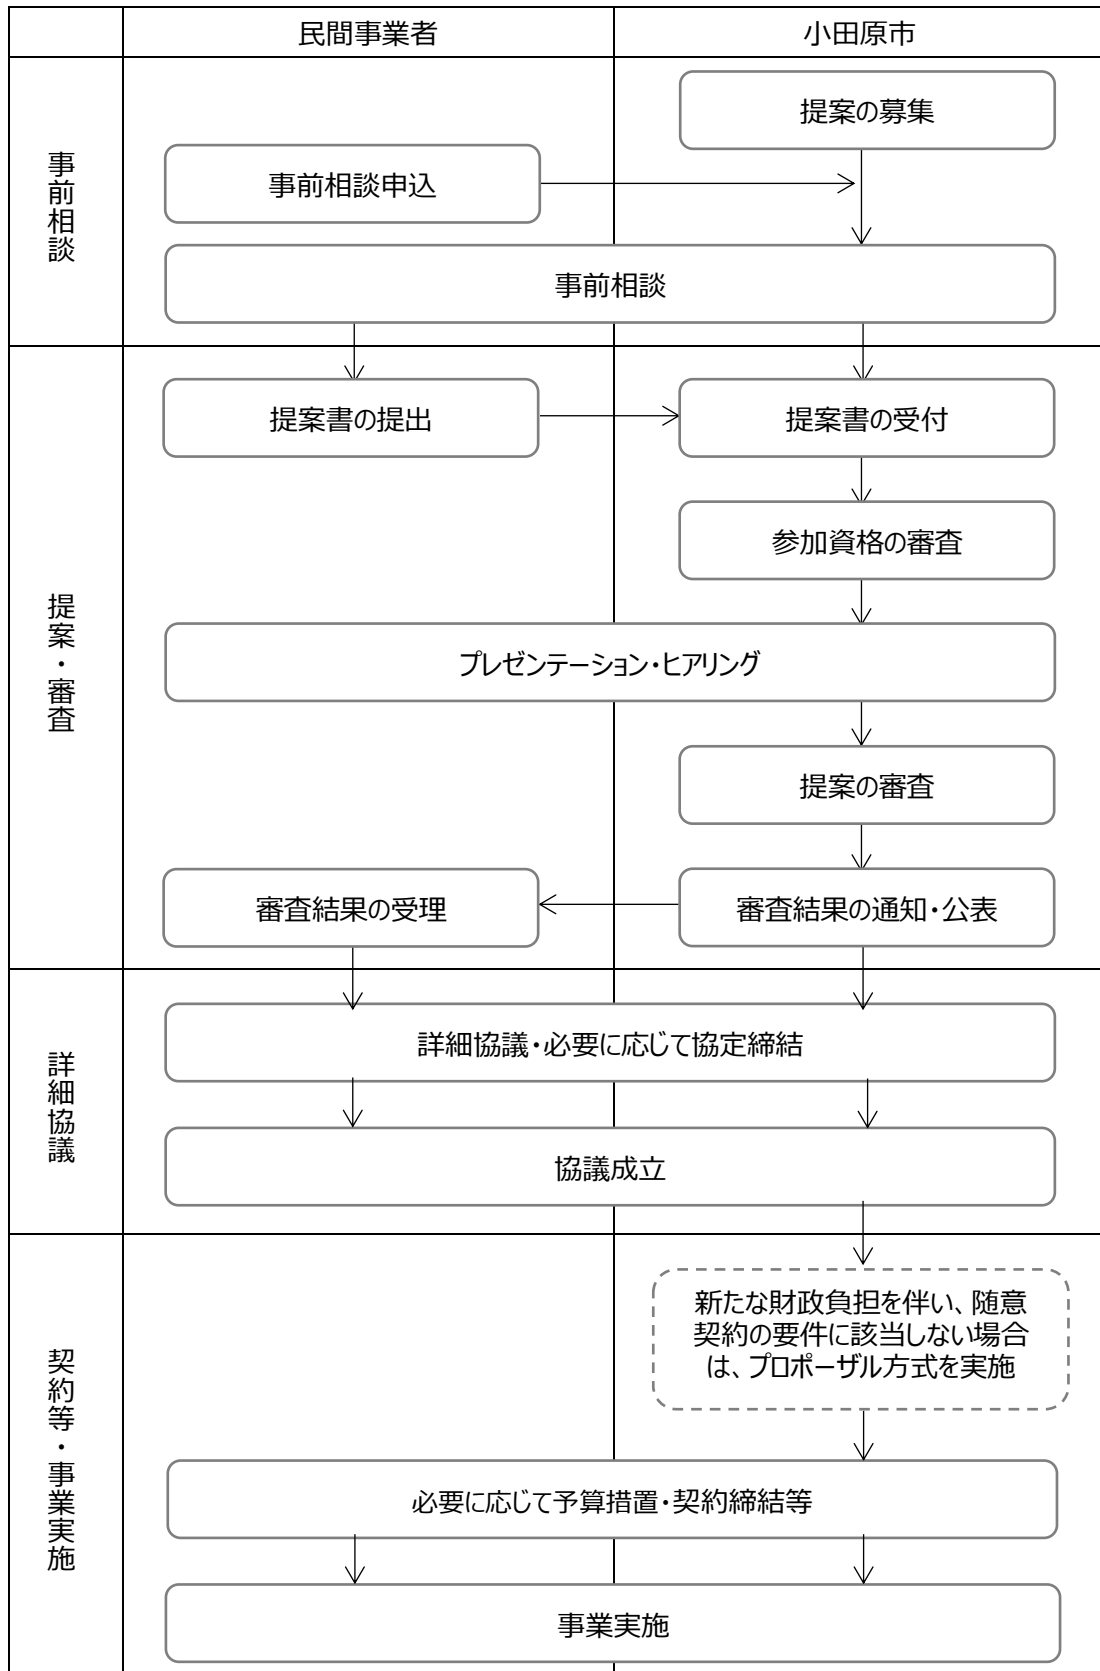 民間事業者
小田原市
事前相談
提案の募集
事前相談申込
事前相談
提案・審査
提案書の提出
提案書の受付
参加資格の審査
プレゼンテーション・ヒアリング
提案の審査
審査結果の受理
審査結果の通知・公表
詳細協議
詳細協議・必要に応じて協定締結
協議成立
契約等・事業実施
新たな財政負担を伴い、随意
契約の要件に該当しない場合
は、プロポーザル方式を実施
必要に応じて予算措置・契約締結等
事業実施